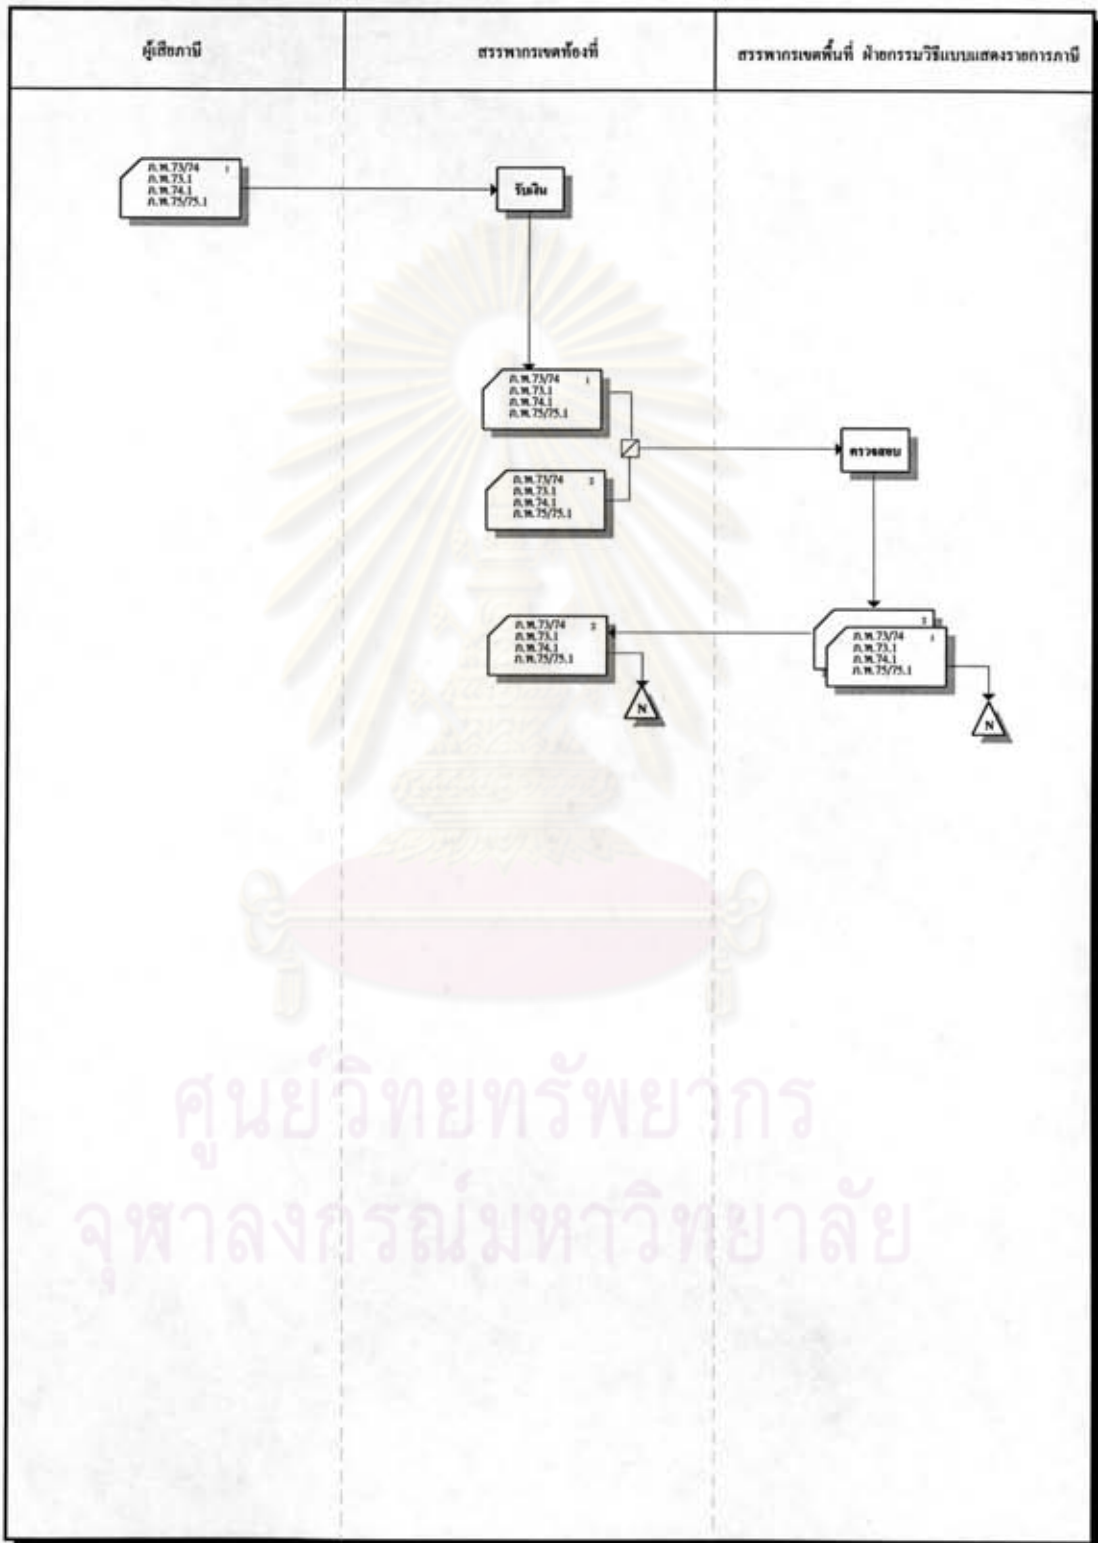 ผู้เสียภาษี
สรรพากรเขตท้องที่
สรรพากรเขตพื้นที่ ฝ่ายกรรมวิธีแบบแสดงรายการภาษี
ภ.พ.73/74 1
ภ.พ.73.1
ภ.พ.74.1
ภ.พ.75/75.1
รับเงิน
ภ.พ.73/74 1
ภ.พ.73.1
ภ.พ.74.1
ภ.พ.75/75.1
ตรวจสอบ
ภ.พ.73/74 2
ภ.พ.73.1
ภ.พ.74.1
ภ.พ.75/75.1
ภ.พ.73/74 2
ภ.พ.73.1
ภ.พ.74.1
ภ.พ.75/75.1
N
2
ภ.พ.73/74 1
ภ.พ.73.1
ภ.พ.74.1
ภ.พ.75/75.1
N
ศูนย์วิทยทรัพยากร
จุฬาลงกรณ์มหาวิทยาลัย